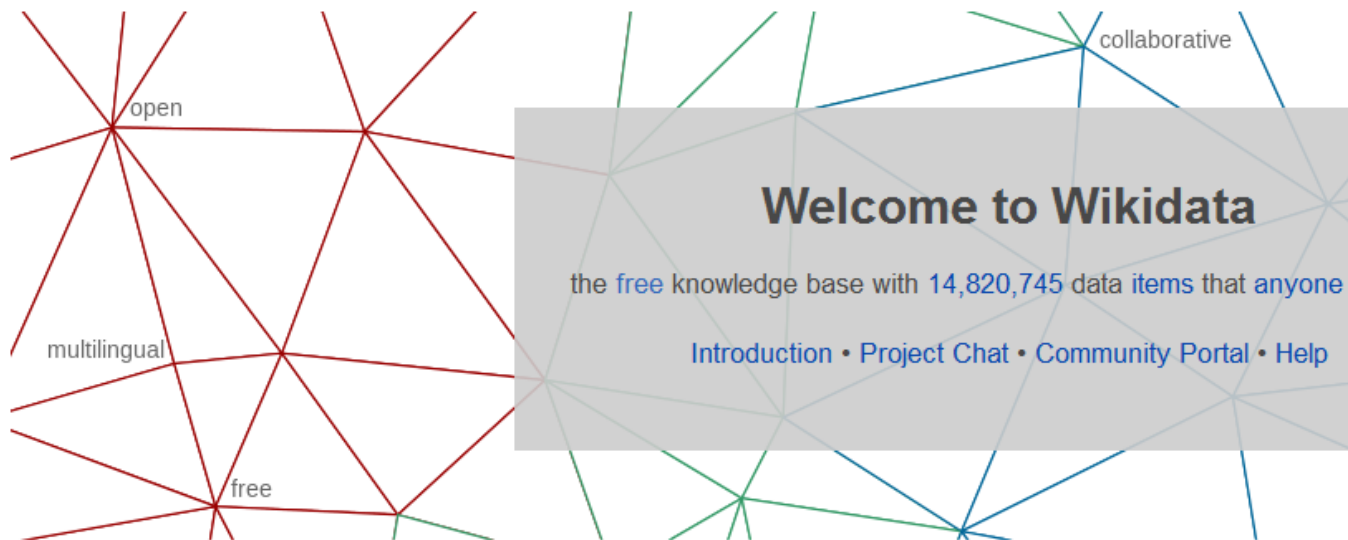 collaborative
open
Welcome to Wikidata
the free knowledge base with 14,820,745 data items that anyone
multilingual
Introduction • Project Chat • Community Portal • Help
free